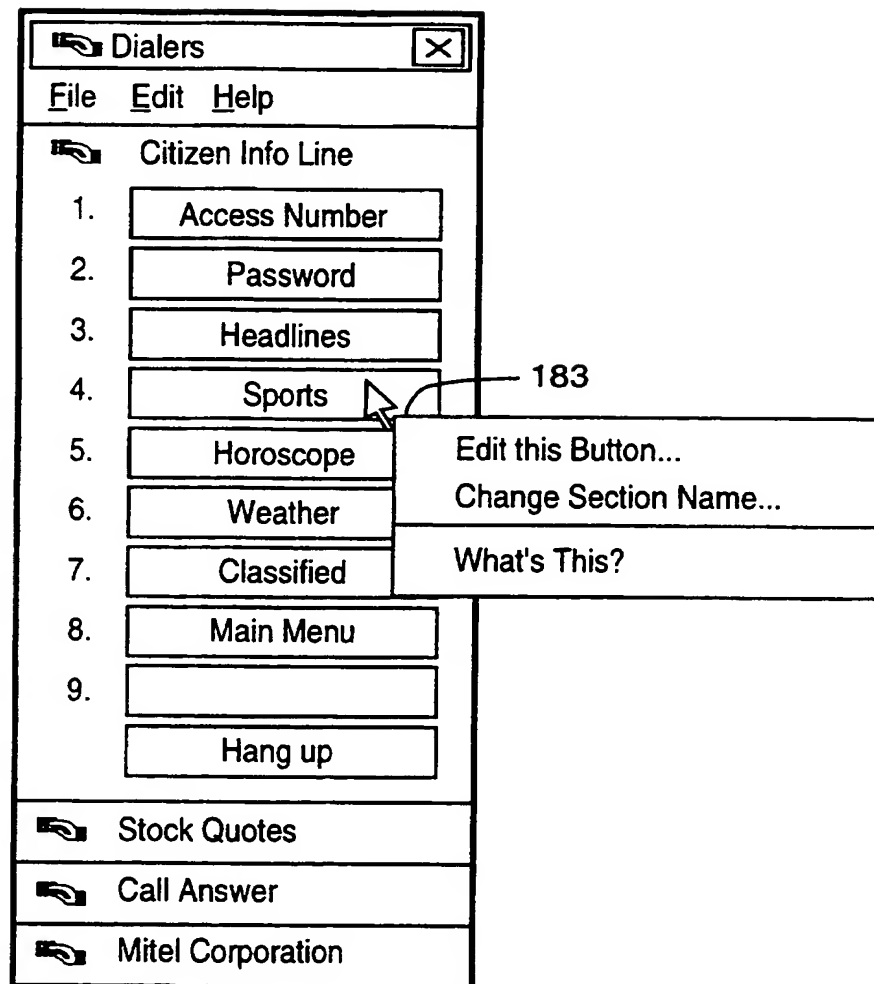 Dialers
File Edit Help
Citizen Info Line
1. Access Number
2. Password
3. Headlines
4. Sports
183
5. Horoscope
Edit this Button...
Change Section Name...
6. Weather
What's This?
7. Classified
8. Main Menu
9.
Hang up
Stock Quotes
Call Answer
Mitel Corporation